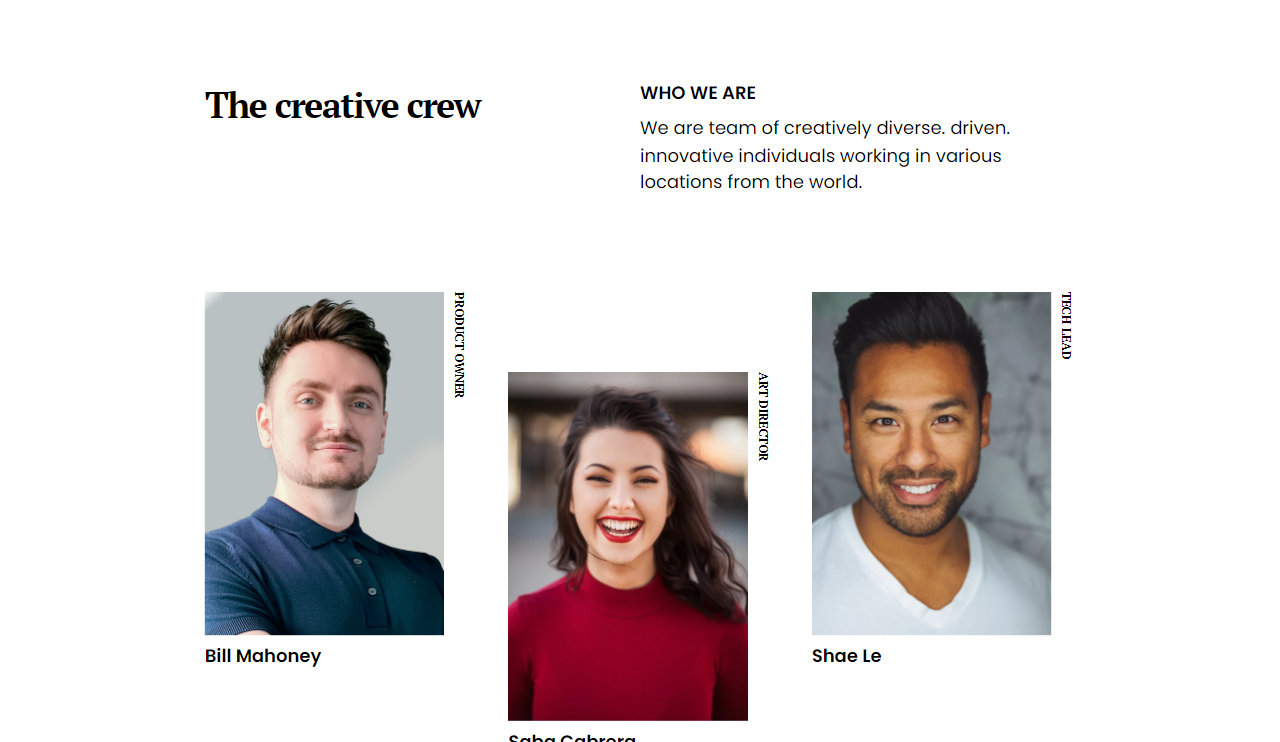 The creative crew
WHO WE ARE
We are team of creatively diverse. driven.
innovative individuals working in various
locations from the world.
PRODUCT OWNER
Bill Mahoney
ART DIRECTOR
Saba Cabrera
TECH LEAD
Shae Le